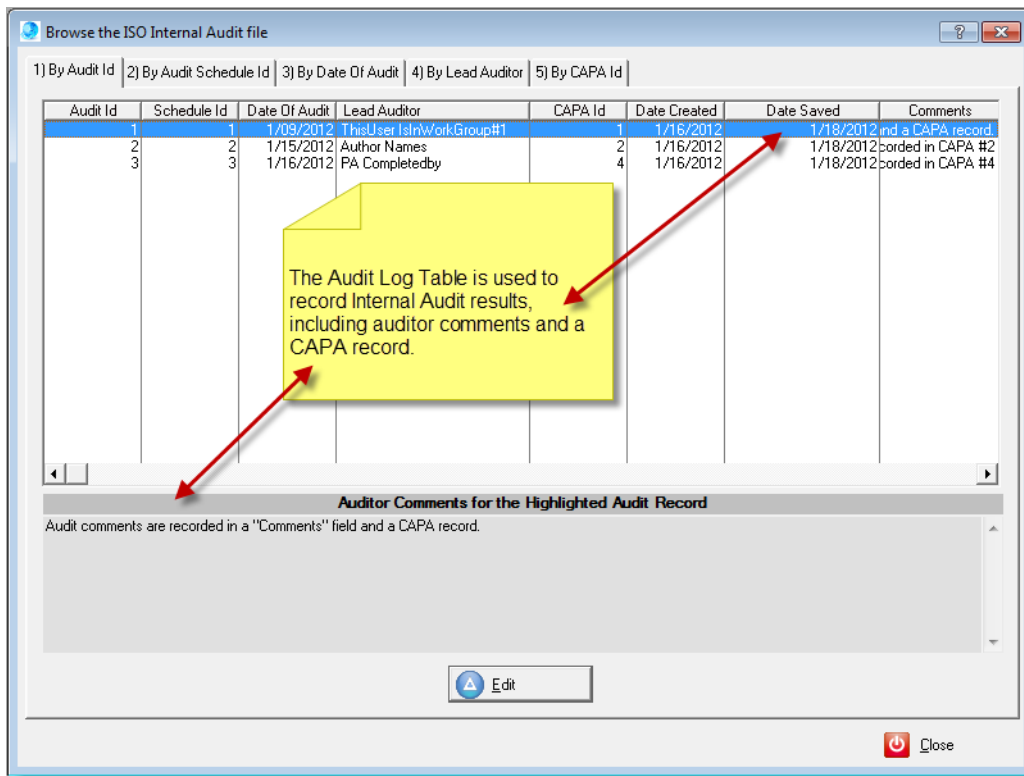 Browse the ISO Internal Audit file
1) By Audit Id 2) By Audit Schedule Id 3) By Date Of Audit 4) By Lead Auditor 5) By CAPA Id
Audit Id Schedule Id Date Of Audit Lead Auditor CAPA Id Date Created Date Saved Comments
1 1 1/09/2012 ThisUser IsInWorkGroup#1 1 1/16/2012 1/18/2012 and a CAPA record.
2 2 1/15/2012 Author Names 2 1/16/2012 1/18/2012 corded in CAPA #2
3 3 1/16/2012 PA Completedby 4 1/16/2012 1/18/2012 corded in CAPA #4
The Audit Log Table is used to
record Internal Audit results,
including auditor comments and a
CAPA record.
Auditor Comments for the Highlighted Audit Record
Audit comments are recorded in a "Comments" field and a CAPA record.
Edit
Close